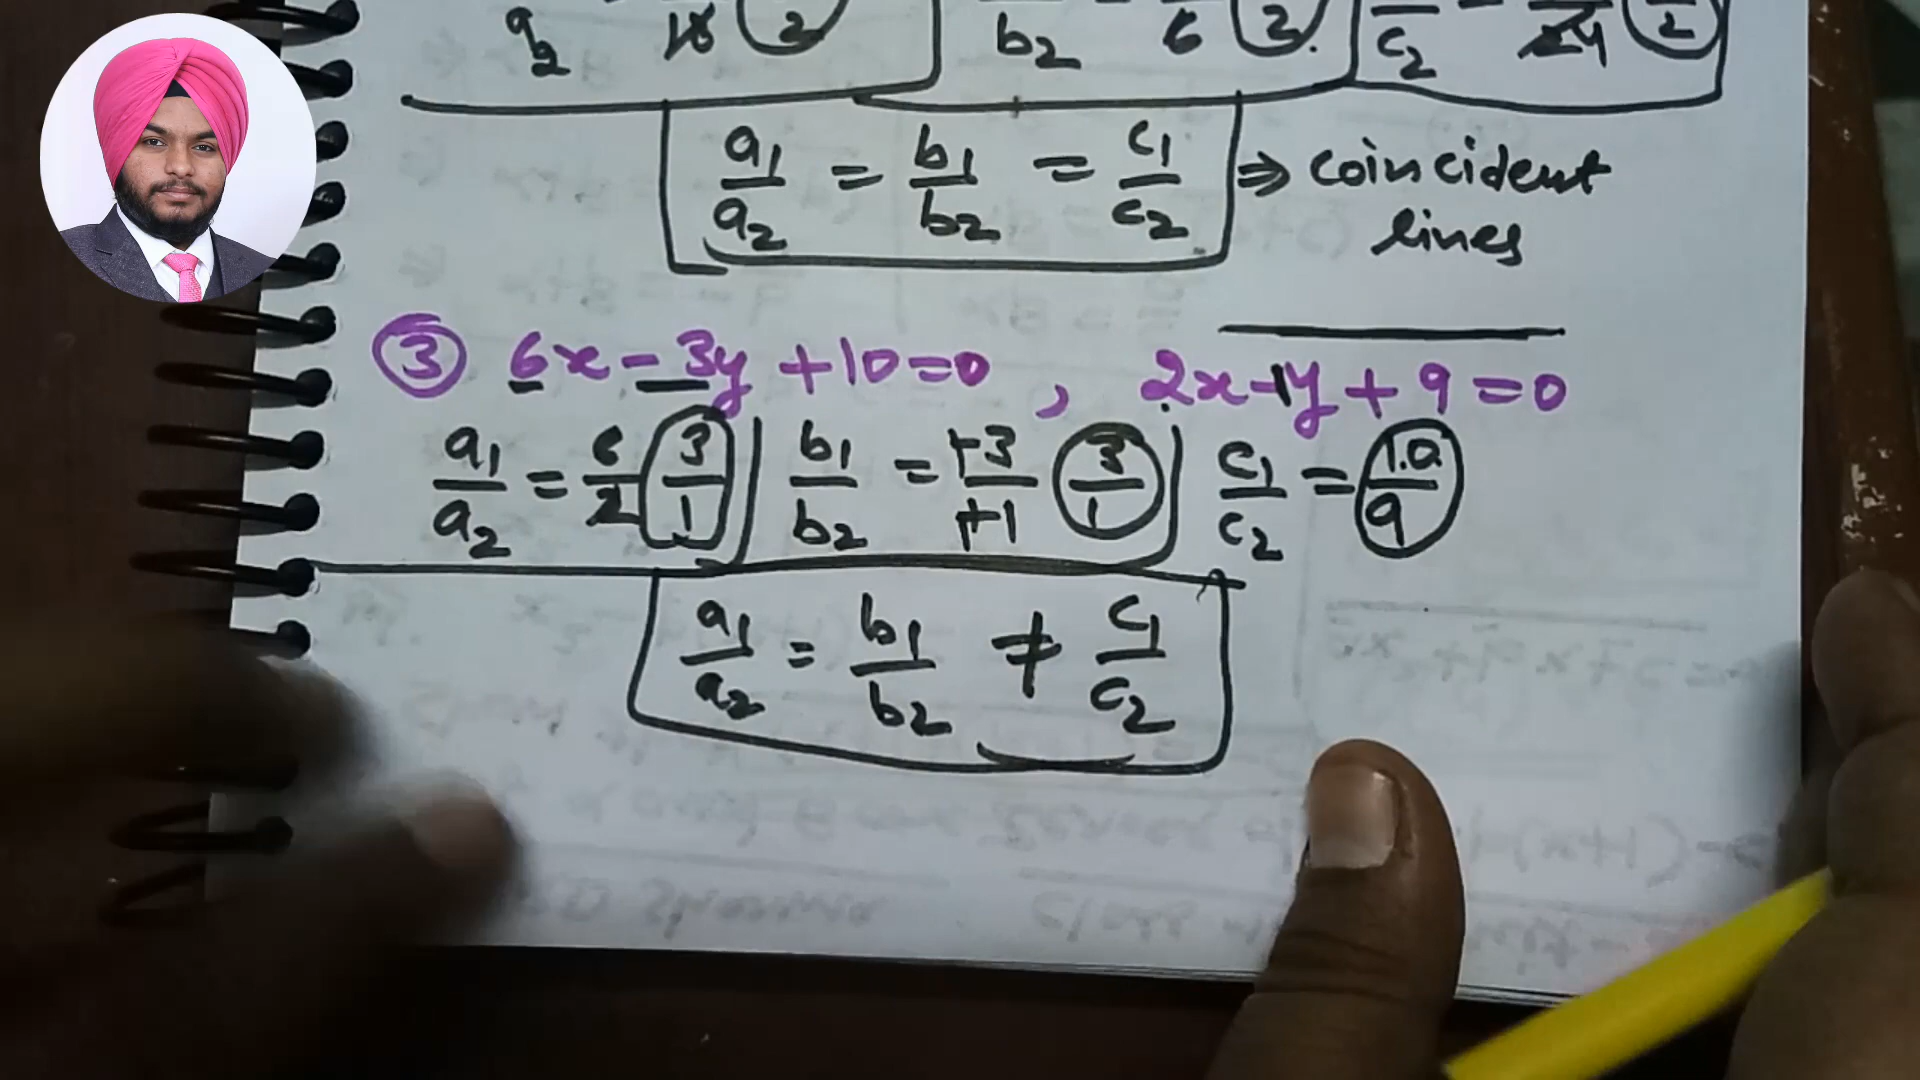 a2 16 2 b2 6 2 c2 24 2
a1/a2 = b1/b2 = c1/c2 ⇒ coincident
lines
③ 6x - 3y + 10 = 0 , 2x - 1y + 9 = 0
a1/a2 = 6/2 3/1 | b1/b2 = -3/-1 3/1 | c1/c2 = 10/9
a1/a2 = b1/b2 ≠ c1/c2